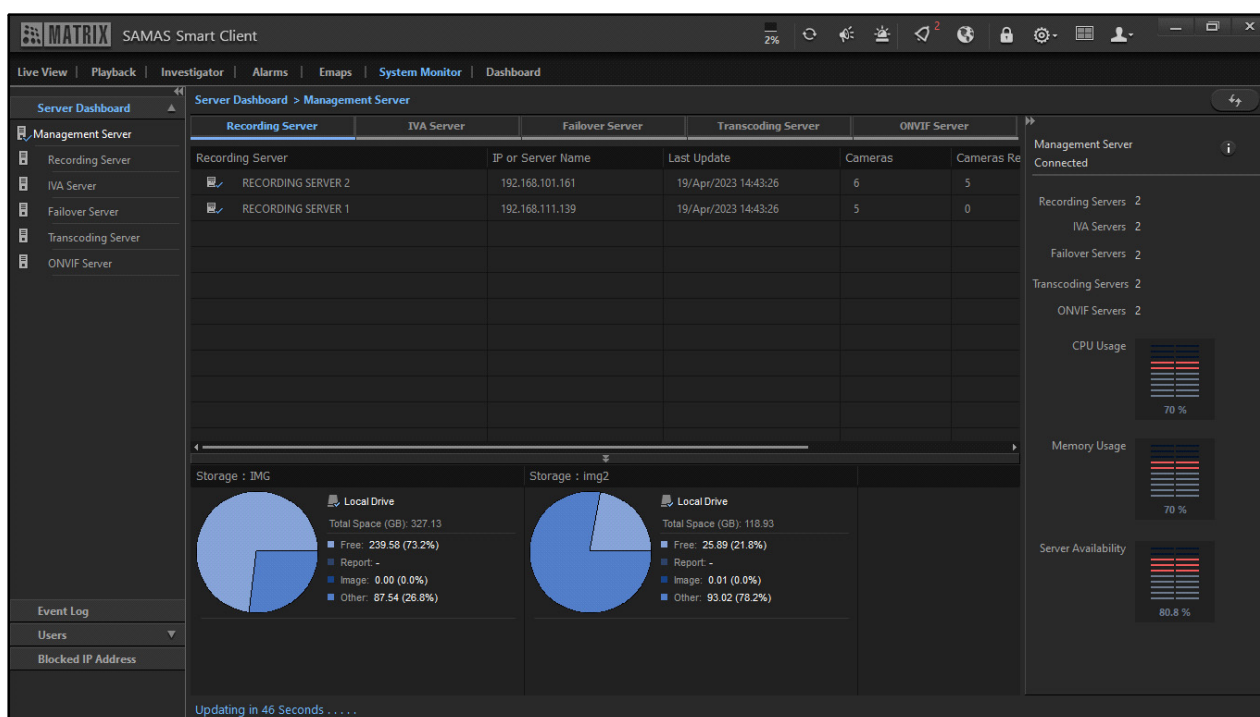 MATRIX SAMAS Smart Client
2% 2
Live View | Playback | Investigator | Alarms | Emaps | System Monitor | Dashboard
Server Dashboard
Management Server
Recording Server
IVA Server
Failover Server
Transcoding Server
ONVIF Server
Event Log
Users
Blocked IP Address
Server Dashboard > Management Server
Recording Server IVA Server Failover Server Transcoding Server ONVIF Server
Recording Server IP or Server Name Last Update Cameras Cameras Re
RECORDING SERVER 2 192.168.101.161 19/Apr/2023 14:43:26 6 5
RECORDING SERVER 1 192.168.111.139 19/Apr/2023 14:43:26 5 0
Storage : IMG
Local Drive
Total Space (GB): 327.13
Free: 239.58 (73.2%)
Report: -
Image: 0.00 (0.0%)
Other: 87.54 (26.8%)
Storage : img2
Local Drive
Total Space (GB): 118.93
Free: 25.89 (21.8%)
Report: -
Image: 0.01 (0.0%)
Other: 93.02 (78.2%)
Updating in 46 Seconds . . . . .
Management Server
Connected
Recording Servers 2
IVA Servers 2
Failover Servers 2
Transcoding Servers 2
ONVIF Servers 2
CPU Usage
70 %
Memory Usage
70 %
Server Availability
80.8 %